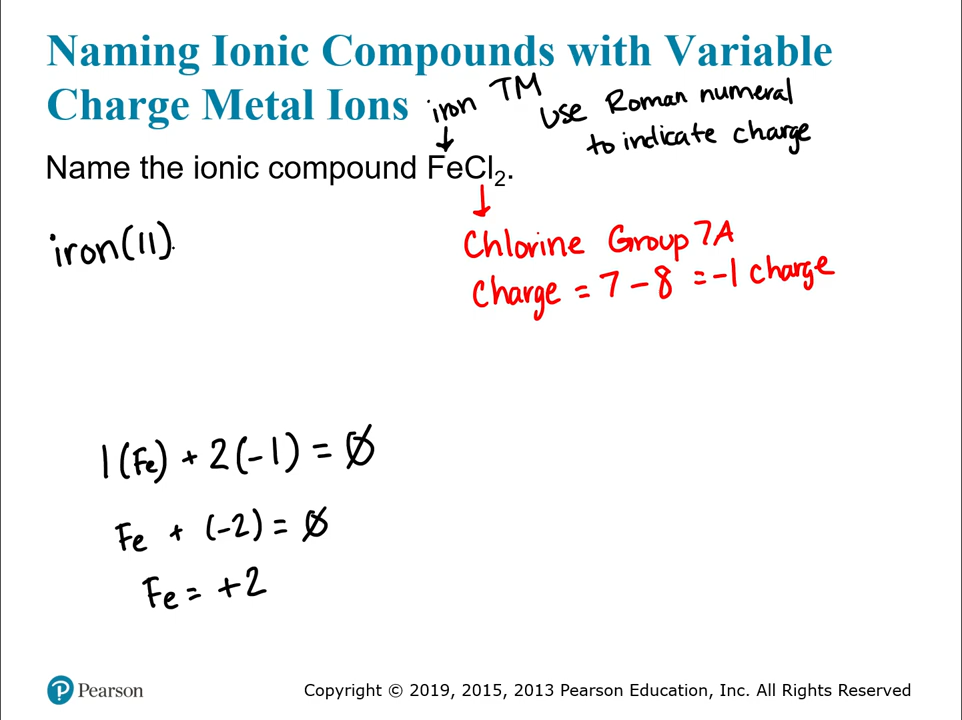 Naming Ionic Compounds with Variable
Charge Metal Ions
iron TM
use Roman numeral
to indicate charge
Name the ionic compound FeCl₂.
iron(II)
Chlorine Group 7A
Charge = 7 - 8 = -1 charge
1(Fe) + 2(-1) = 0
Fe + (-2) = 0
Fe = +2
Pearson
Copyright © 2019, 2015, 2013 Pearson Education, Inc. All Rights Reserved